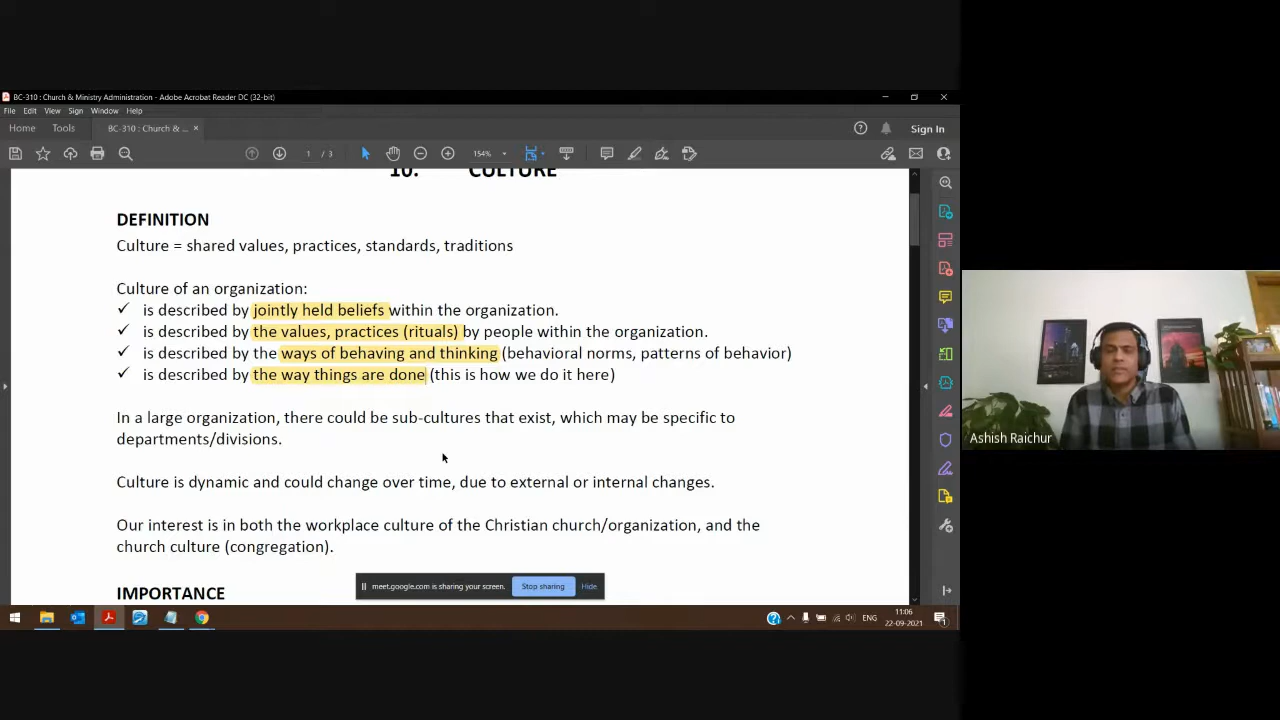 BC-310 : Church & Ministry Administration - Adobe Acrobat Reader DC (32-bit)
File Edit View Sign Window Help
Home Tools BC-310 : Church & ... × Sign In
1 / 3 154%
10. CULTURE
DEFINITION
Culture = shared values, practices, standards, traditions
Culture of an organization:
✓ is described by jointly held beliefs within the organization.
✓ is described by the values, practices (rituals) by people within the organization.
✓ is described by the ways of behaving and thinking (behavioral norms, patterns of behavior)
✓ is described by the way things are done (this is how we do it here)
In a large organization, there could be sub-cultures that exist, which may be specific to
departments/divisions.
Culture is dynamic and could change over time, due to external or internal changes.
Our interest is in both the workplace culture of the Christian church/organization, and the
church culture (congregation).
IMPORTANCE
meet.google.com is sharing your screen. Stop sharing Hide
ENG
11:06
22-09-2021
Ashish Raichur